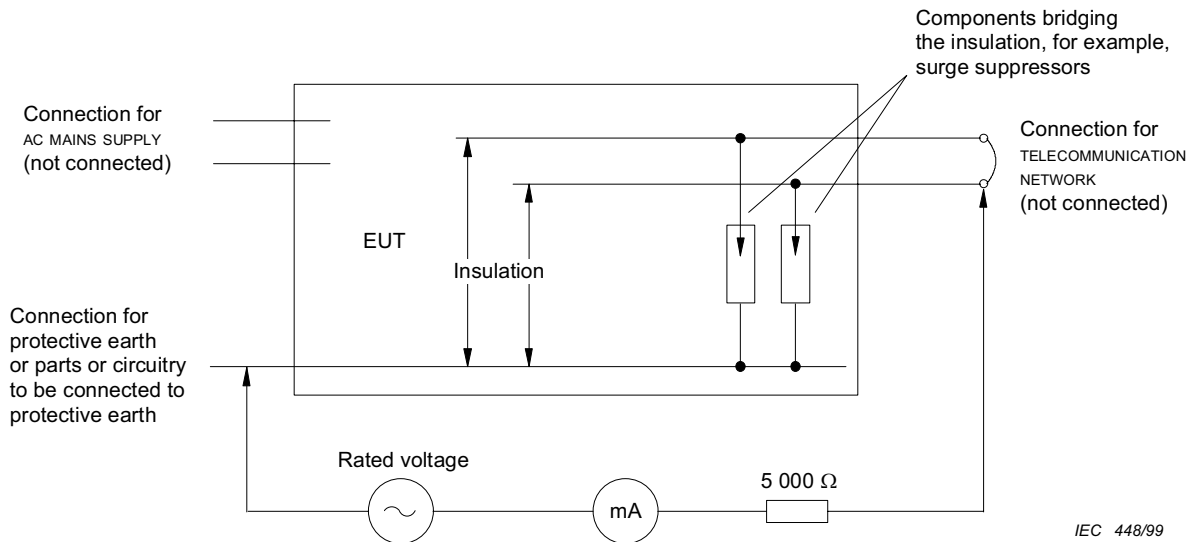 Components bridging
the insulation, for example,
surge suppressors
Connection for
AC MAINS SUPPLY
(not connected)
Connection for
TELECOMMUNICATION
NETWORK
(not connected)
EUT
Insulation
Connection for
protective earth
or parts or circuitry
to be connected to
protective earth
Rated voltage
mA
5 000 Ω
IEC 448/99